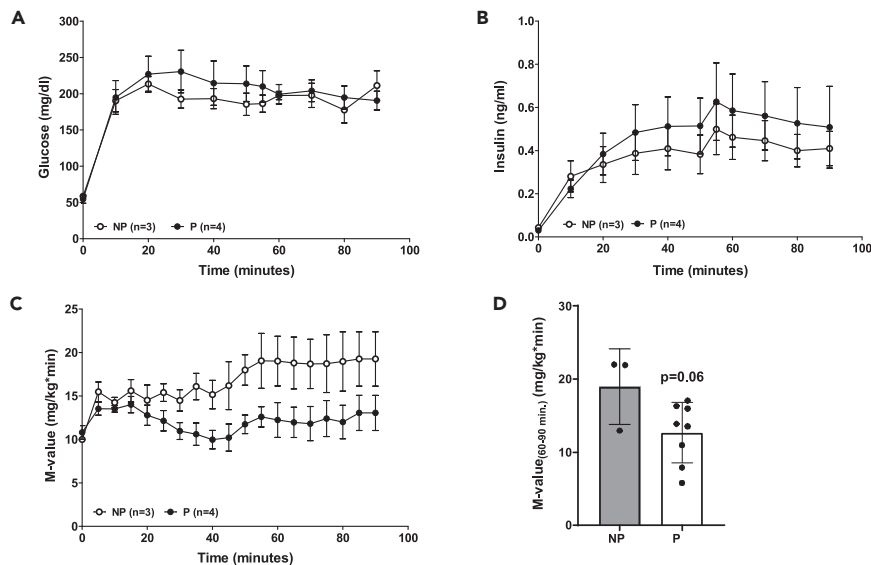 A
Glucose (mg/dl)
300
250
200
150
100
50
0
NP (n=3) P (n=4)
0 20 40 60 80 100
Time (minutes)
B
Insulin (ng/ml)
1.0
0.8
0.6
0.4
0.2
0.0
NP (n=3) P (n=4)
0 20 40 60 80 100
Time (minutes)
C
M-value (mg/kg*min)
25
20
15
10
5
0
NP (n=3) P (n=4)
0 20 40 60 80 100
Time (minutes)
D
M-value(60-90 min.) (mg/kg*min)
30
20
10
0
p=0.06
NP P